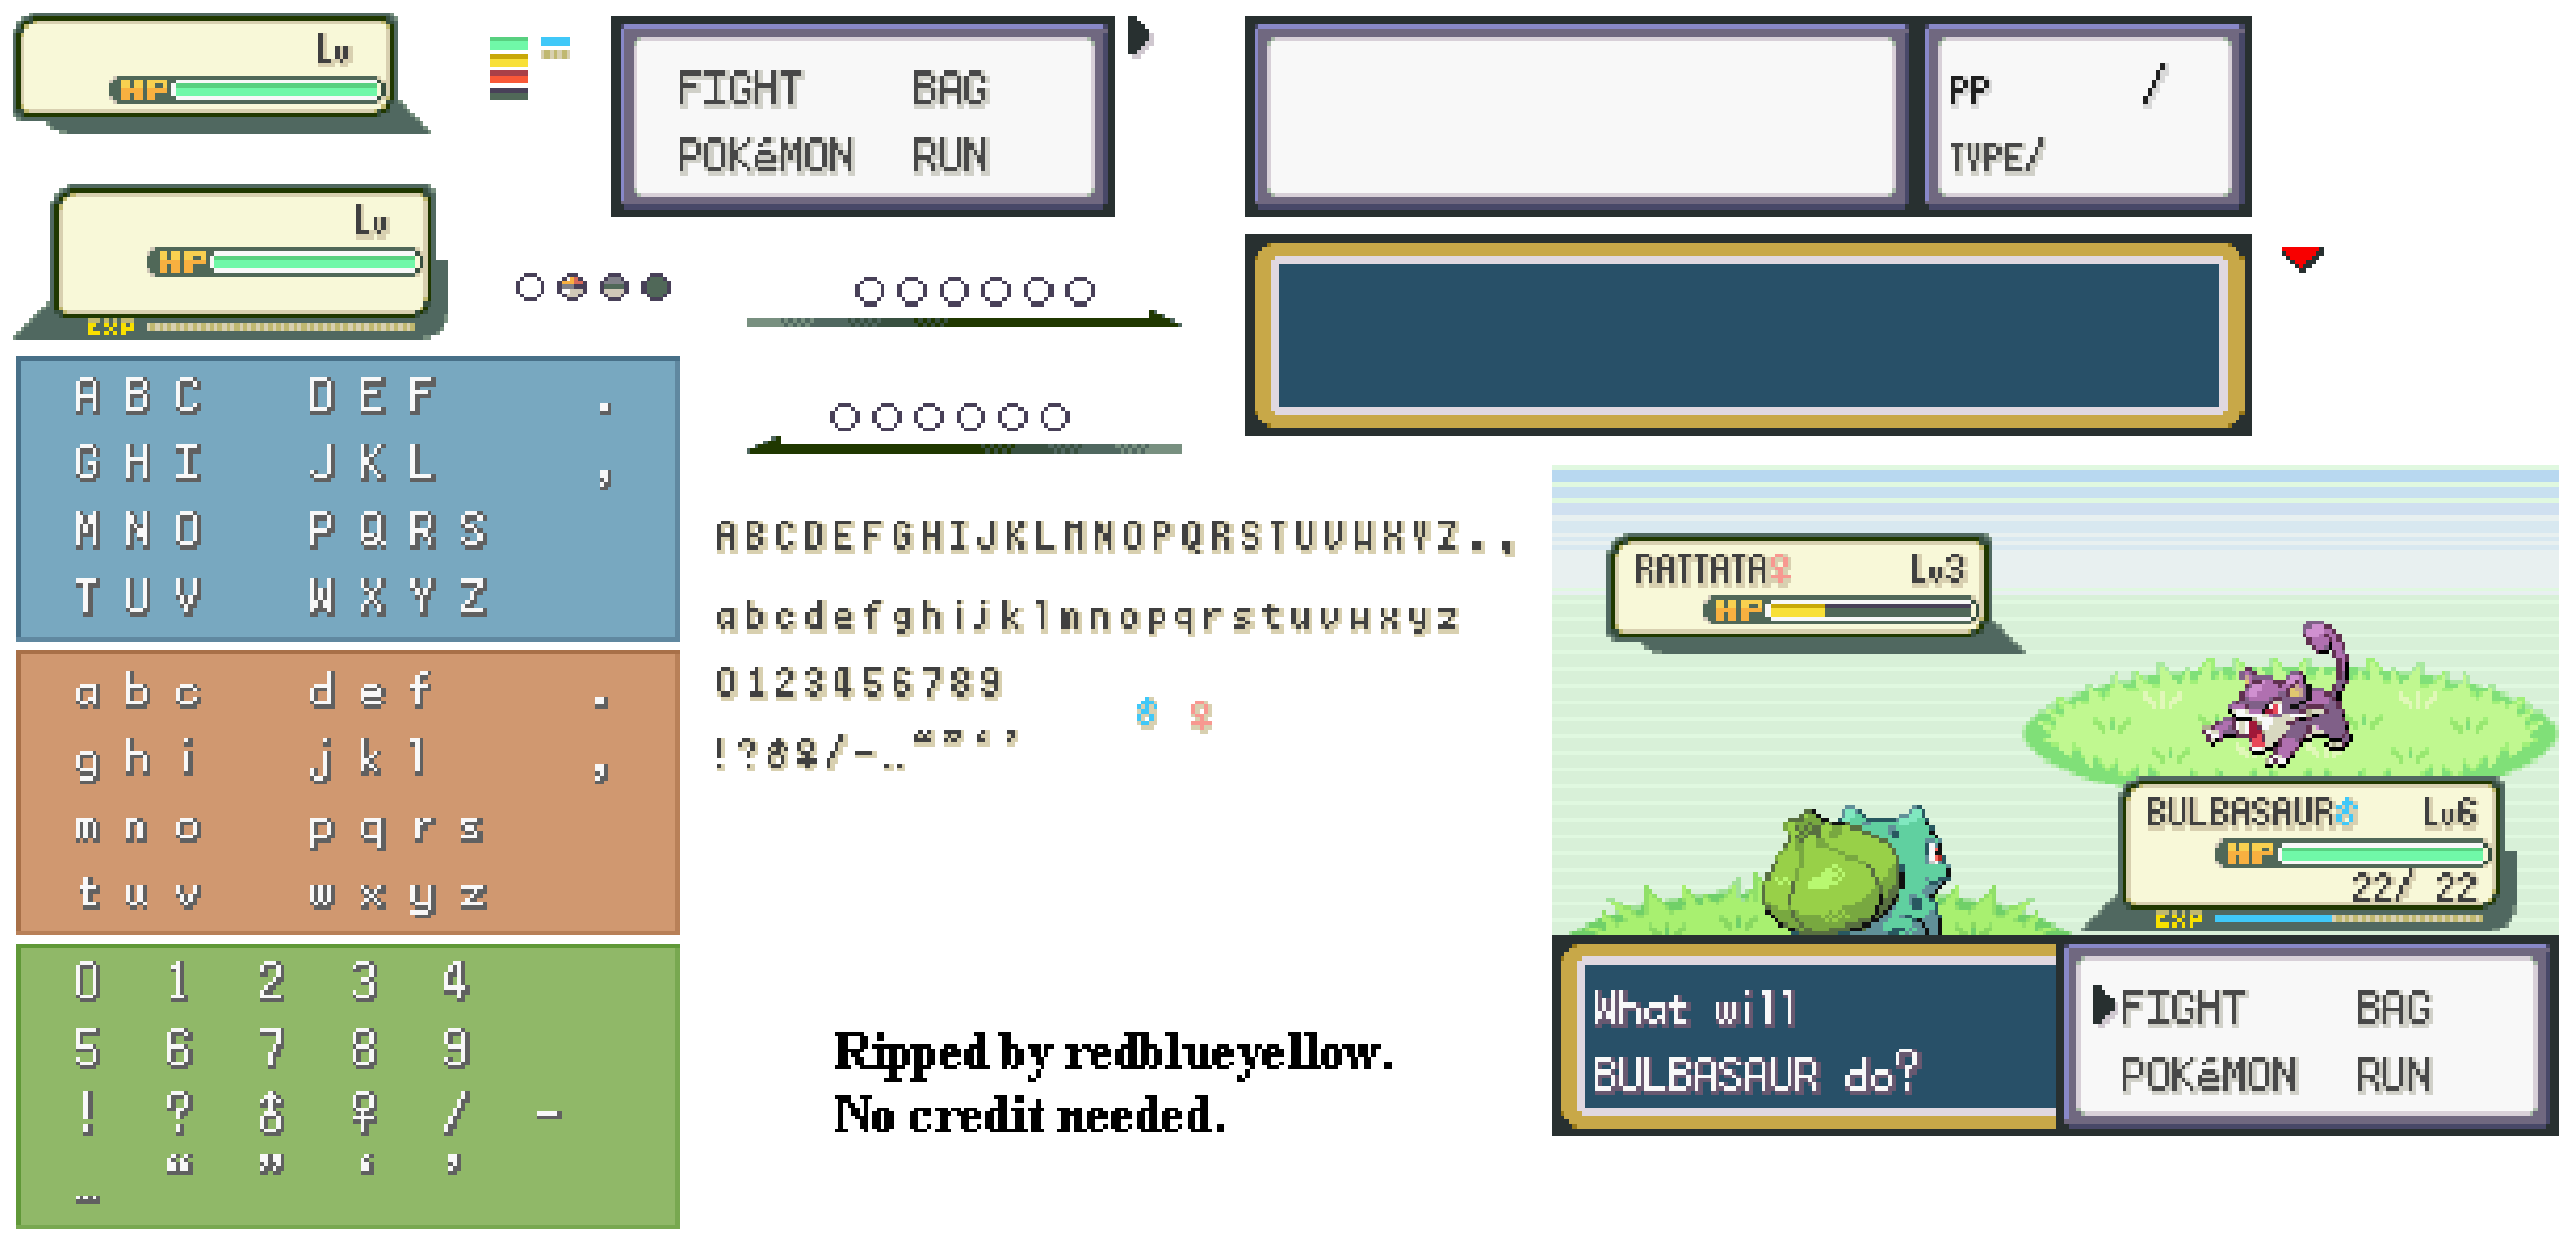 Lv
HP
FIGHT BAG
POKéMON RUN
PP /
TYPE/
Lv
HP
EXP
A B C D E F .
G H I J K L ,
M N O P Q R S
T U V W X Y Z
a b c d e f .
g h i j k l ,
m n o p q r s
t u v w x y z
0 1 2 3 4
5 6 7 8 9
! ? ♂ ♀ / -
“ ” ‘ ’
…
ABCDEFGHIJKLMNOPQRSTUVWXYZ.,
abcdefghijklmnopqrstuvwxyz
0123456789
♂ ♀
!?♂♀/-‥“”‘’
Ripped by redblueyellow.
No credit needed.
RATTATA♀ Lv3
HP
BULBASAUR♂ Lv6
HP
22/ 22
EXP
What will
BULBASAUR do?
FIGHT BAG
POKéMON RUN